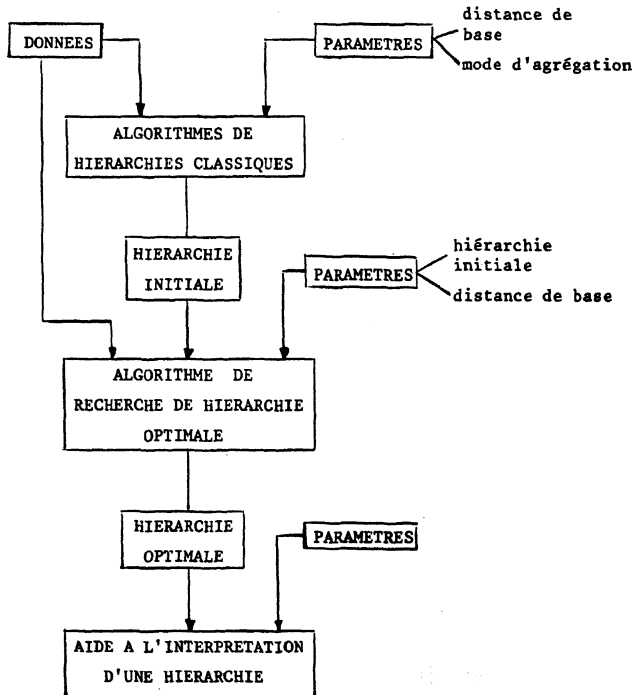 distance de
base
DONNEES
PARAMETRES
mode d'agrégation
ALGORITHMES DE
HIERARCHIES CLASSIQUES
HIERARCHIE
INITIALE
hiérarchie
initiale
PARAMETRES
distance de base
ALGORITHME DE
RECHERCHE DE HIERARCHIE
OPTIMALE
HIERARCHIE
OPTIMALE
PARAMETRES
AIDE A L'INTERPRETATION
D'UNE HIERARCHIE